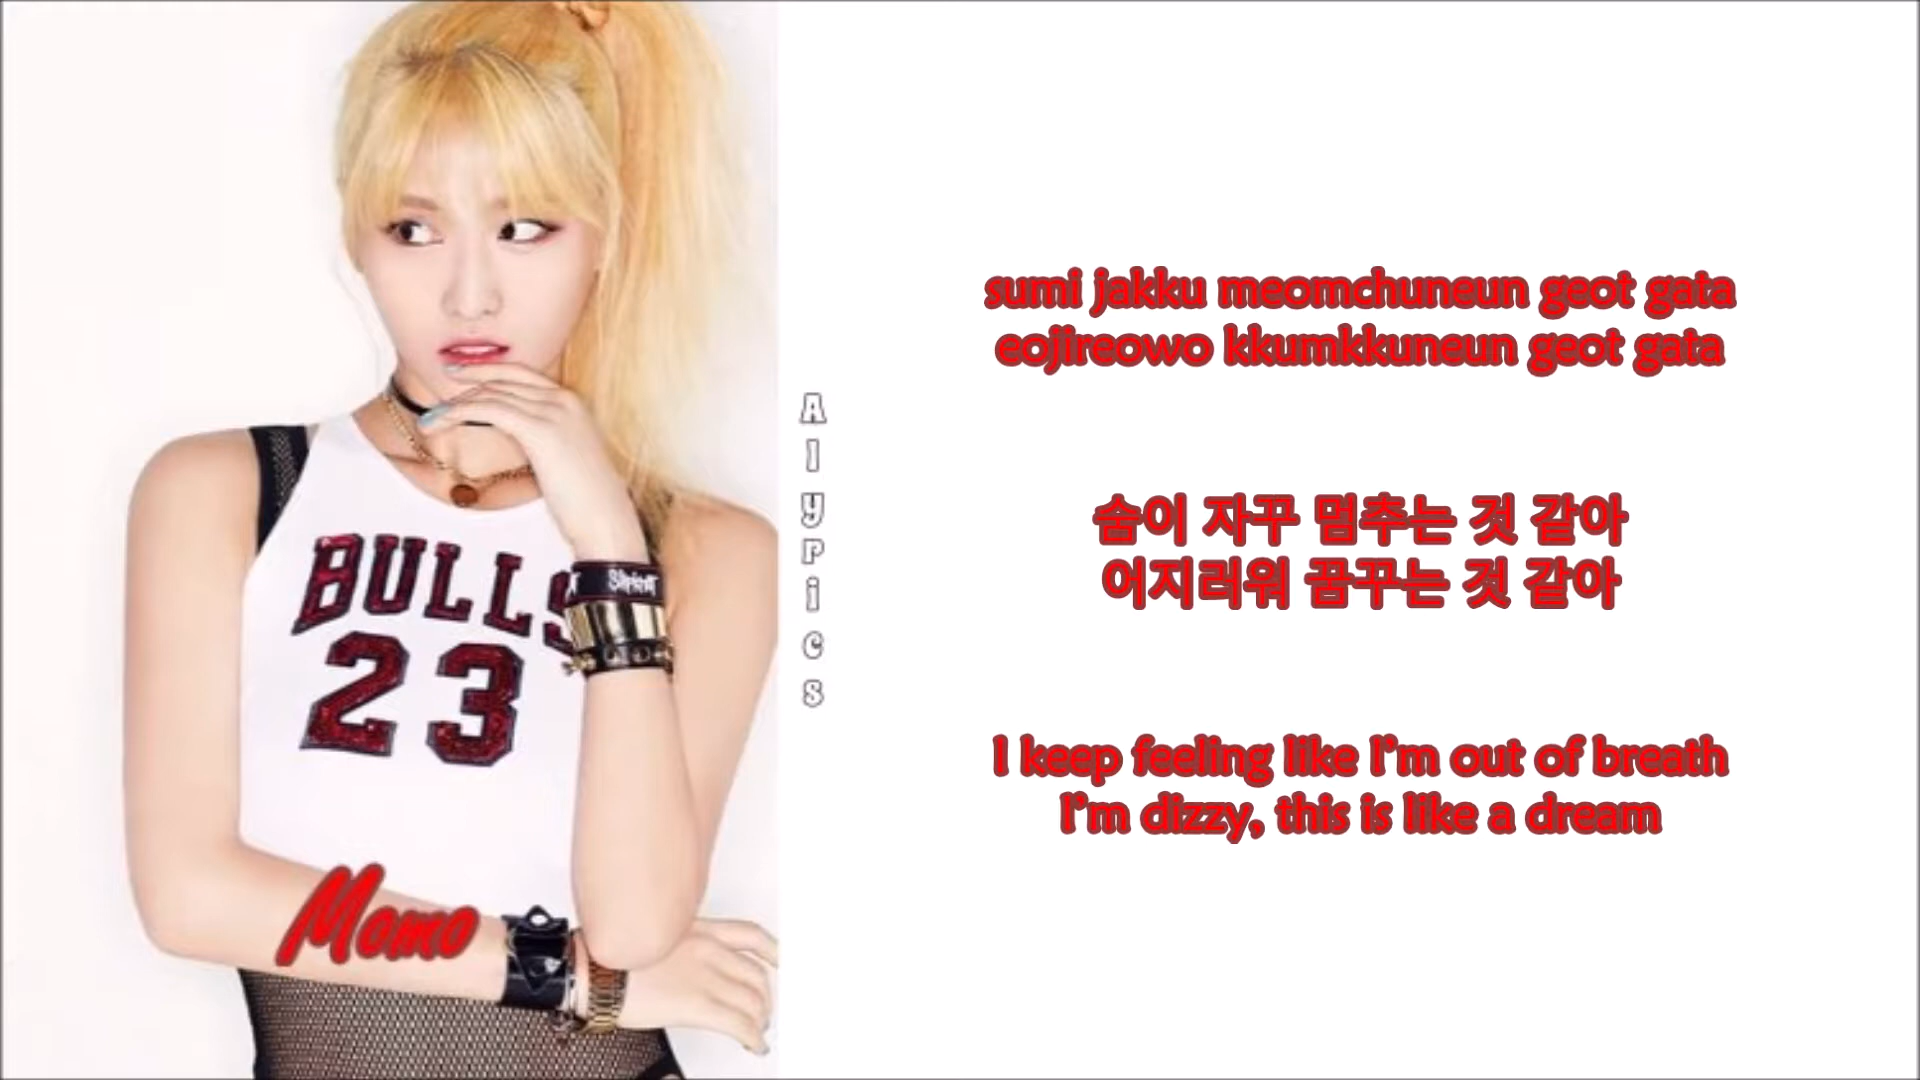 sumi jakku meomchuneun geot gata
eojireowo kkumkkuneun geot gata
숨이 자꾸 멈추는 것 같아
어지러워 꿈꾸는 것 같아
I keep feeling like I'm out of breath
I'm dizzy, this is like a dream
Alypics
BULLS
23
Slipknot
Momo